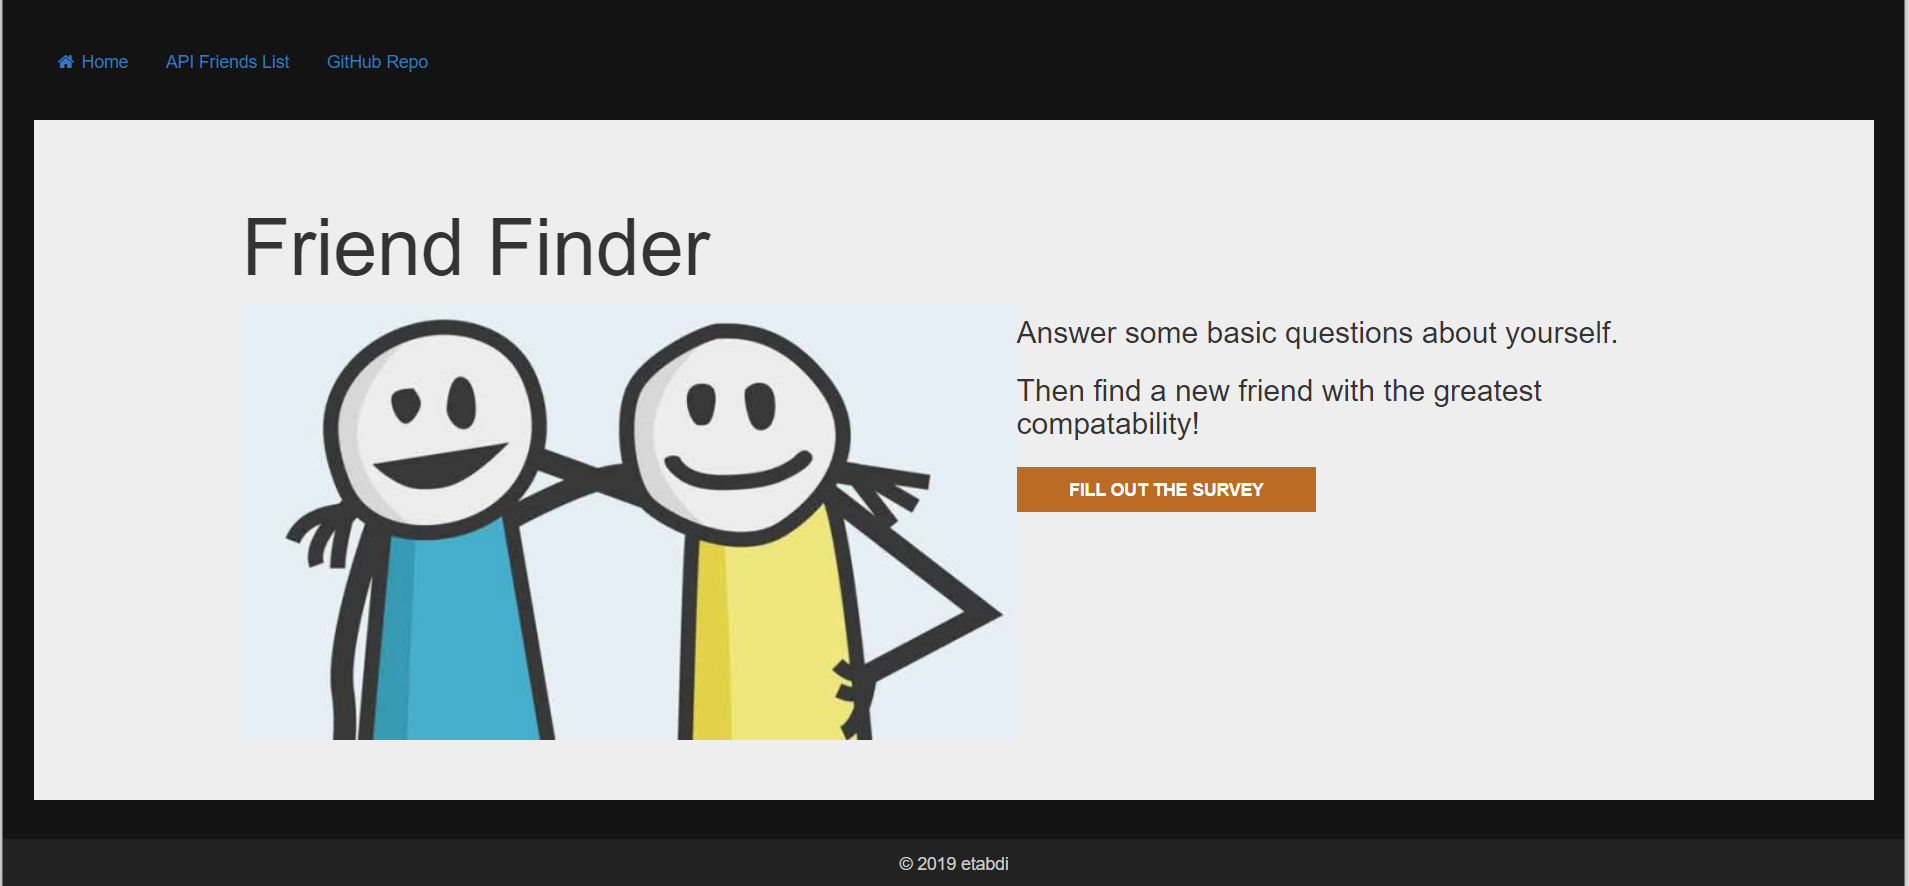 Home API Friends List GitHub Repo
Friend Finder
Answer some basic questions about yourself.
Then find a new friend with the greatest
compatability!
FILL OUT THE SURVEY
© 2019 etabdi